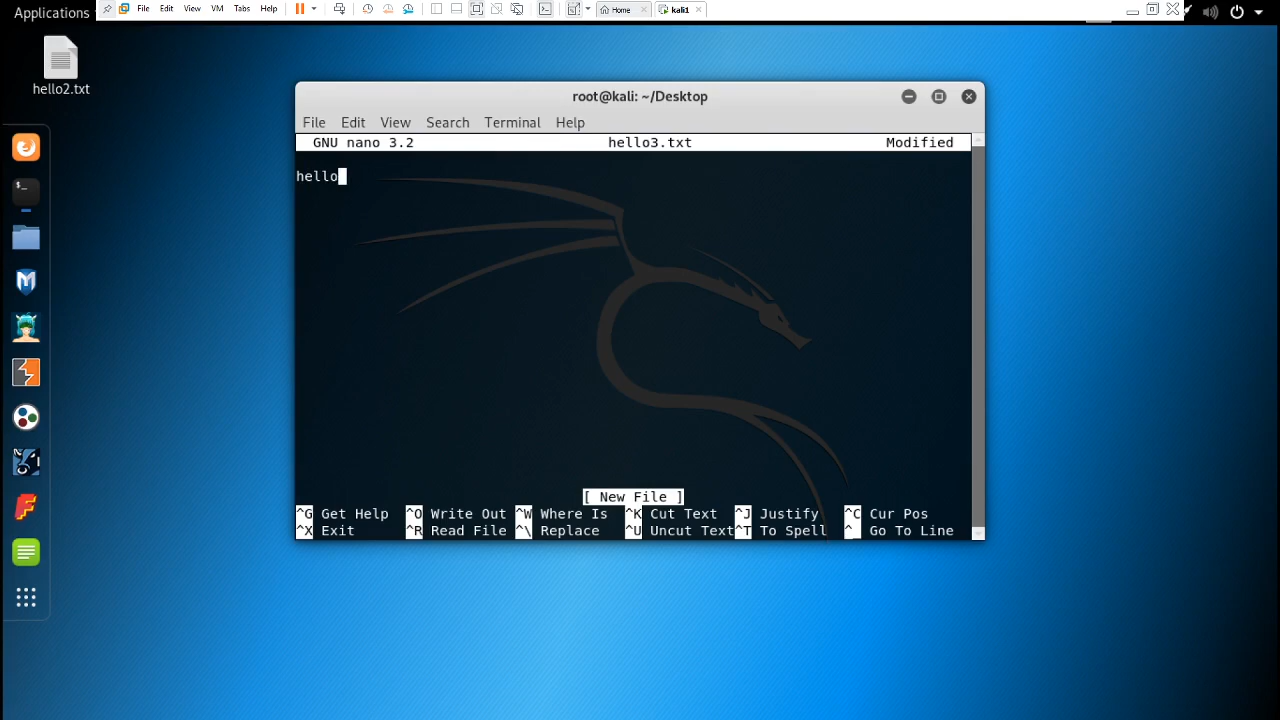 Applications
File Edit View VM Tabs Help
Home
kali1
hello2.txt
root@kali: ~/Desktop
File Edit View Search Terminal Help
GNU nano 3.2 hello3.txt Modified
hello
[ New File ]
^G Get Help ^O Write Out ^W Where Is ^K Cut Text ^J Justify ^C Cur Pos
^X Exit ^R Read File ^\ Replace ^U Uncut Text ^T To Spell ^_ Go To Line